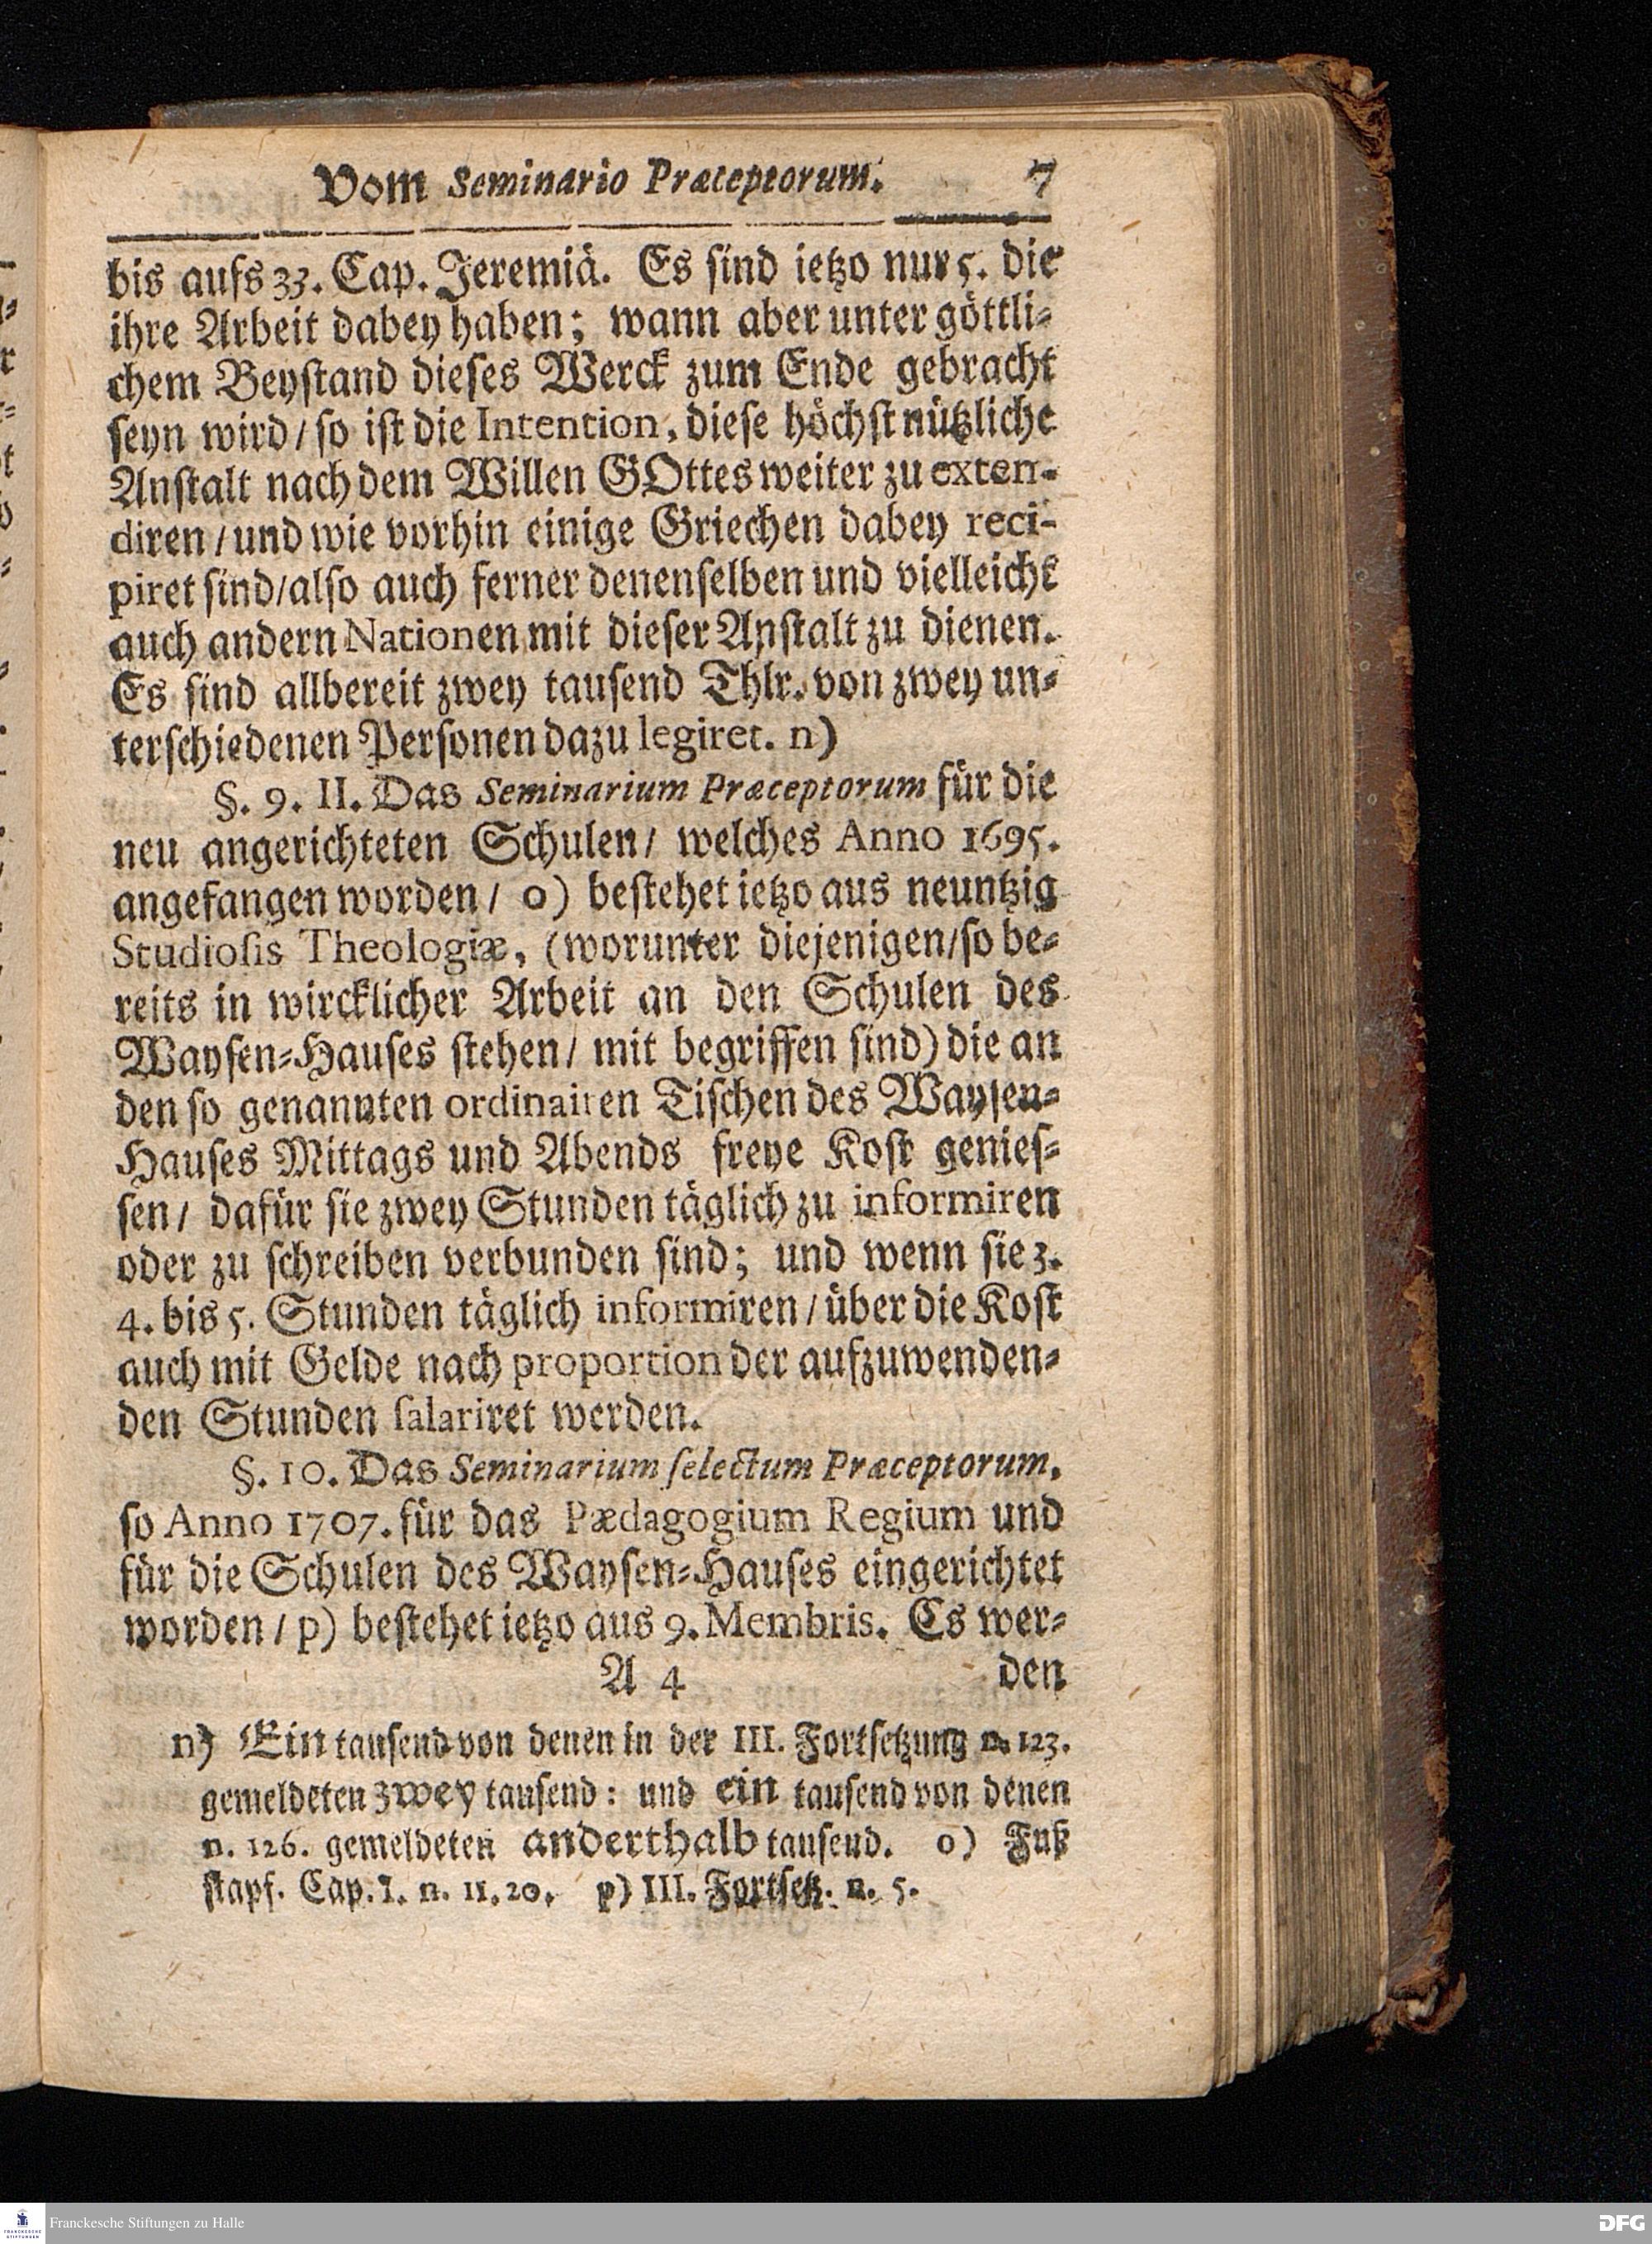 Vom Seminario Præceptorum. 7
bis aufs 33. Cap. Jeremiä. Es sind ietzo nur 5. die
ihre Arbeit dabey haben; wann aber unter göttli-
chem Beystand dieses Werck zum Ende gebracht
seyn wird / so ist die Intention, diese höchst nützliche
Anstalt nach dem Willen GOttes weiter zu exten-
diren / und wie vorhin einige Griechen dabey reci-
piret sind / also auch ferner denenselben und vielleicht
auch andern Nationen mit dieser Anstalt zu dienen.
Es sind allbereit zwey tausend Thlr. von zwey un-
terschiedenen Personen dazu legiret. n)
§. 9. II. Das Seminarium Præceptorum für die
neu angerichteten Schulen / welches Anno 1695.
angefangen worden / o) bestehet ietzo aus neuntzig
Studiosis Theologiæ, (worunter diejenigen / so be-
reits in wircklicher Arbeit an den Schulen des
Waysen-Hauses stehen / mit begriffen sind) die an
den so genannten ordinairen Tischen des Waysen-
Hauses Mittags und Abends freye Kost genies-
sen / dafür sie zwey Stunden täglich zu informiren
oder zu schreiben verbunden sind; und wenn sie 3.
4. bis 5. Stunden täglich informiren / über die Kost
auch mit Gelde nach proportion der aufzuwenden-
den Stunden salariret werden.
§. 10. Das Seminarium selectum Præceptorum,
so Anno 1707. für das Pædagogium Regium und
für die Schulen des Waysen-Hauses eingerichtet
worden / p) bestehet ietzo aus 9. Membris. Es wer-
A 4 den
n) Ein tausend von denen in der III. Fortsetzung n. 123.
gemeldeten zwey tausend: und ein tausend von denen
n. 126. gemeldeten anderthalb tausend. o) Fuß
stapf. Cap. I. n. 11. 20. p) III. Fortsetz. n. 5.
FRANCKESCHE
STIFTUNGEN
Franckesche Stiftungen zu Halle
DFG